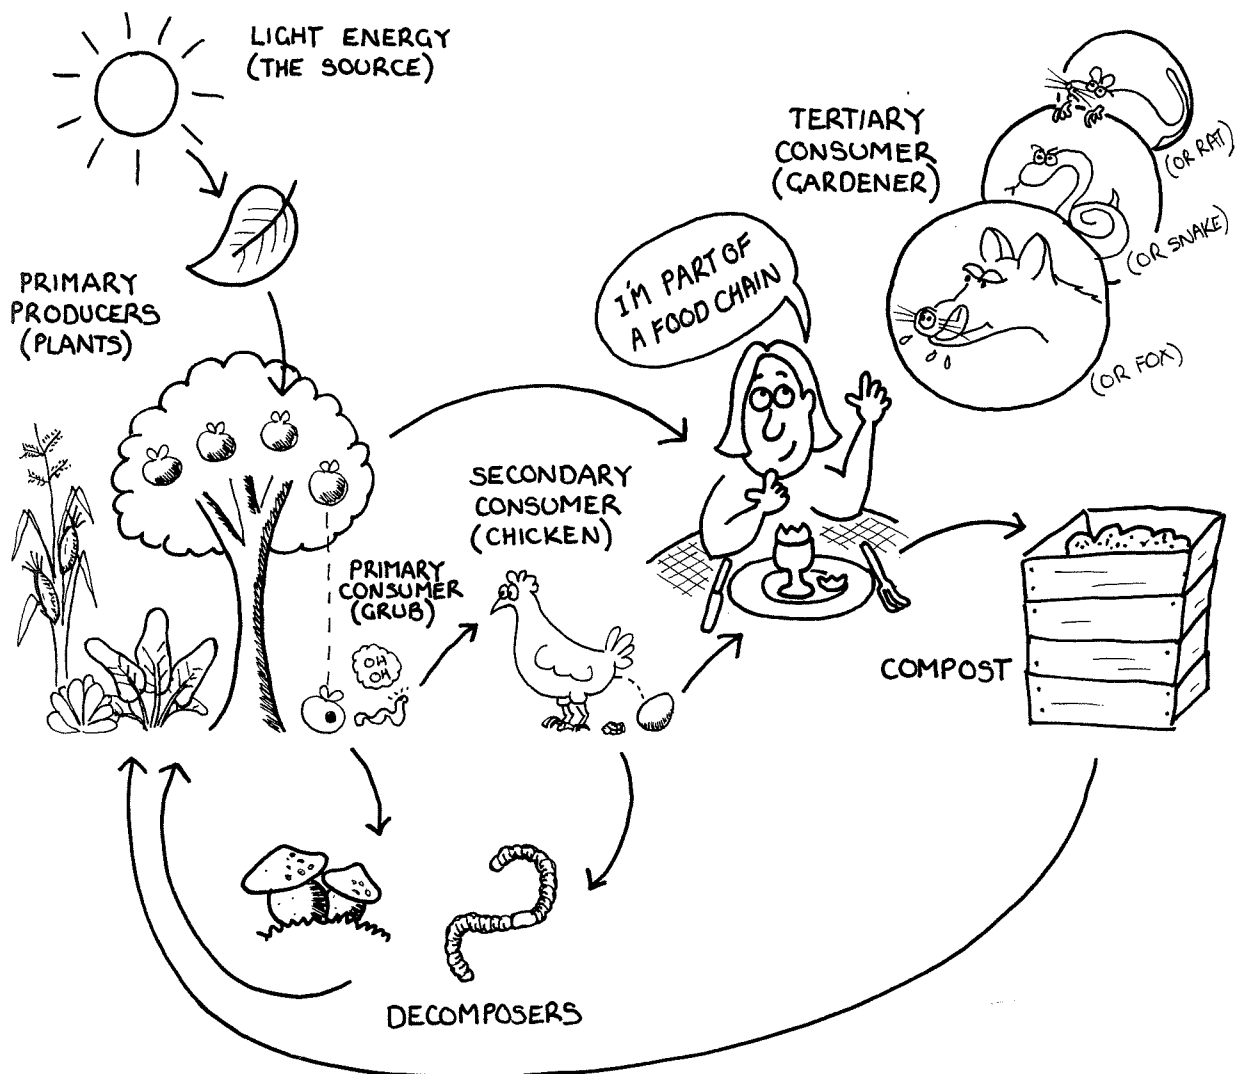 LIGHT ENERGY
(THE SOURCE)
TERTIARY
CONSUMER
(GARDENER)
(OR RAT)
(OR SNAKE)
(OR FOX)
PRIMARY
PRODUCERS
(PLANTS)
I'M PART OF
A FOOD CHAIN
SECONDARY
CONSUMER
(CHICKEN)
PRIMARY
CONSUMER
(GRUB)
OH
OH
COMPOST
DECOMPOSERS